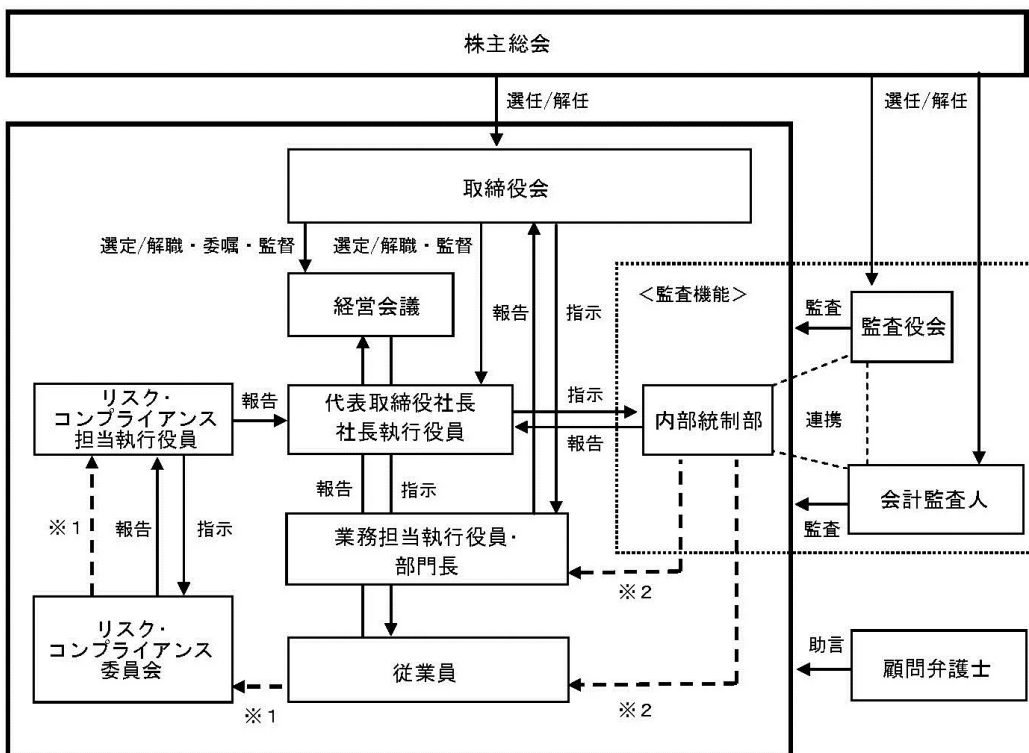 株主総会
選任/解任
選任/解任
取締役会
選定/解職・委嘱・監督
選定/解職・監督
経営会議
報告
指示
<監査機能>
監査
監査役会
リスク・
コンプライアンス
担当執行役員
報告
代表取締役社長
社長執行役員
指示
報告
内部統制部
連携
会計監査人
監査
※1
報告
指示
報告
指示
業務担当執行役員・
部門長
※2
リスク・
コンプライアンス
委員会
※1
従業員
※2
助言
顧問弁護士